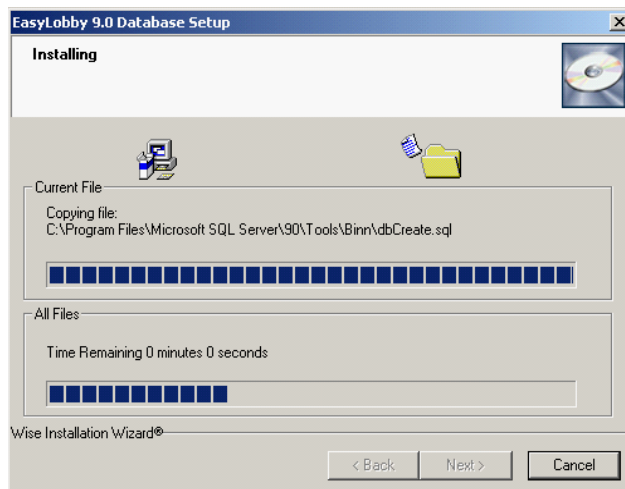 EasyLobby 9.0 Database Setup
Installing
Current File
Copying file:
C:\Program Files\Microsoft SQL Server\90\Tools\Binn\dbCreate.sql
All Files
Time Remaining 0 minutes 0 seconds
Wise Installation Wizard®
< Back
Next >
Cancel